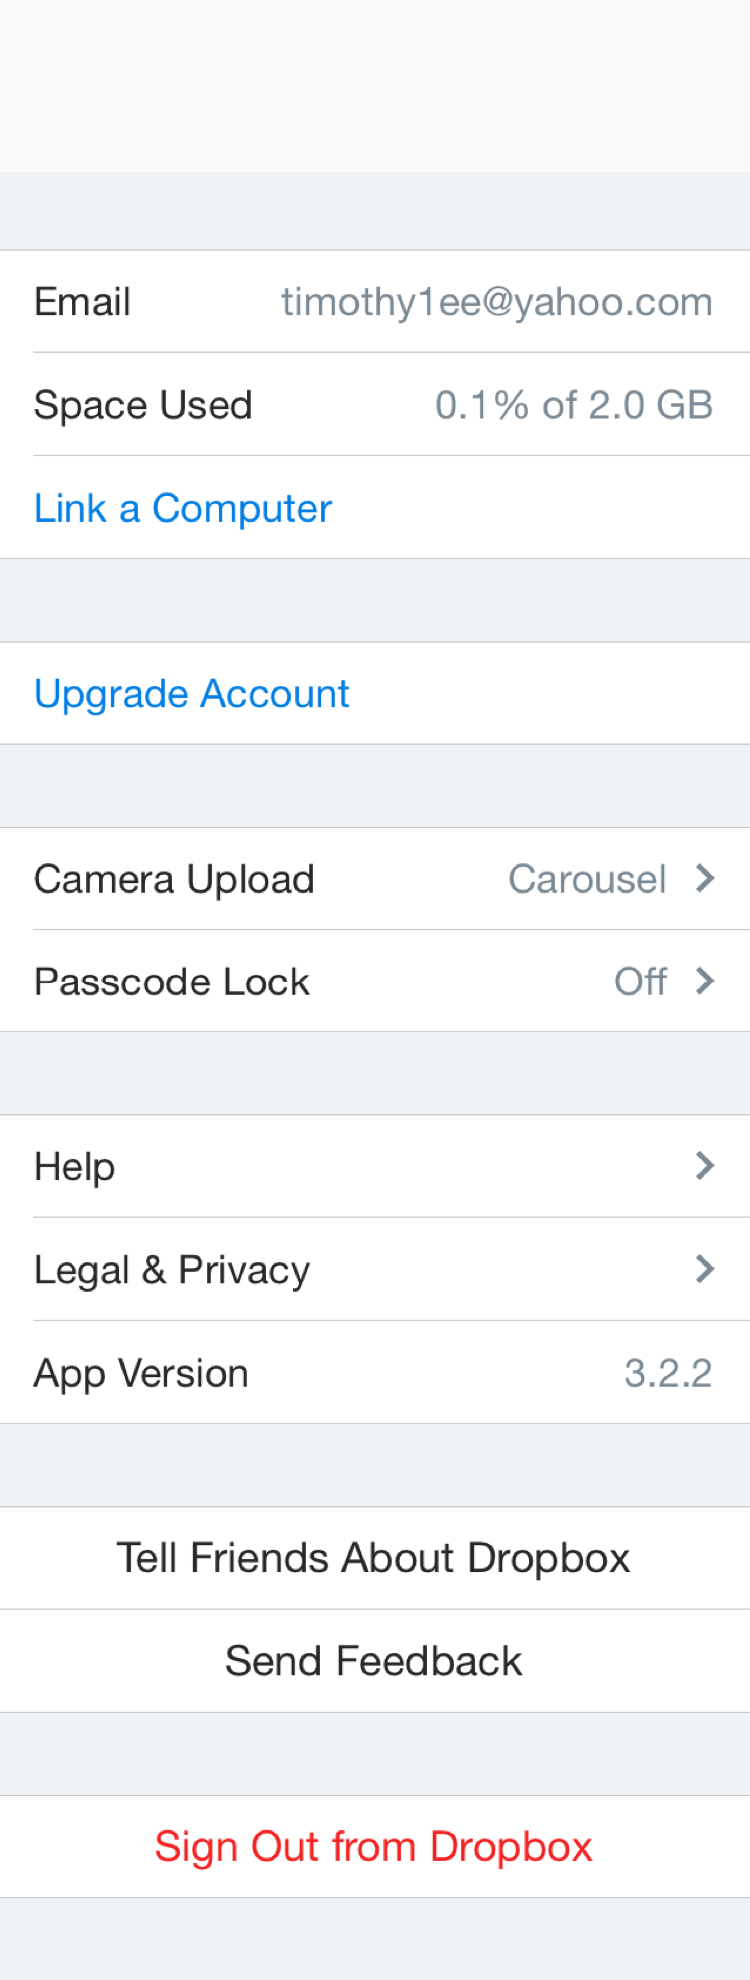 Email timothy1ee@yahoo.com
Space Used 0.1% of 2.0 GB
Link a Computer
Upgrade Account
Camera Upload Carousel
Passcode Lock Off
Help
Legal & Privacy
App Version 3.2.2
Tell Friends About Dropbox
Send Feedback
Sign Out from Dropbox